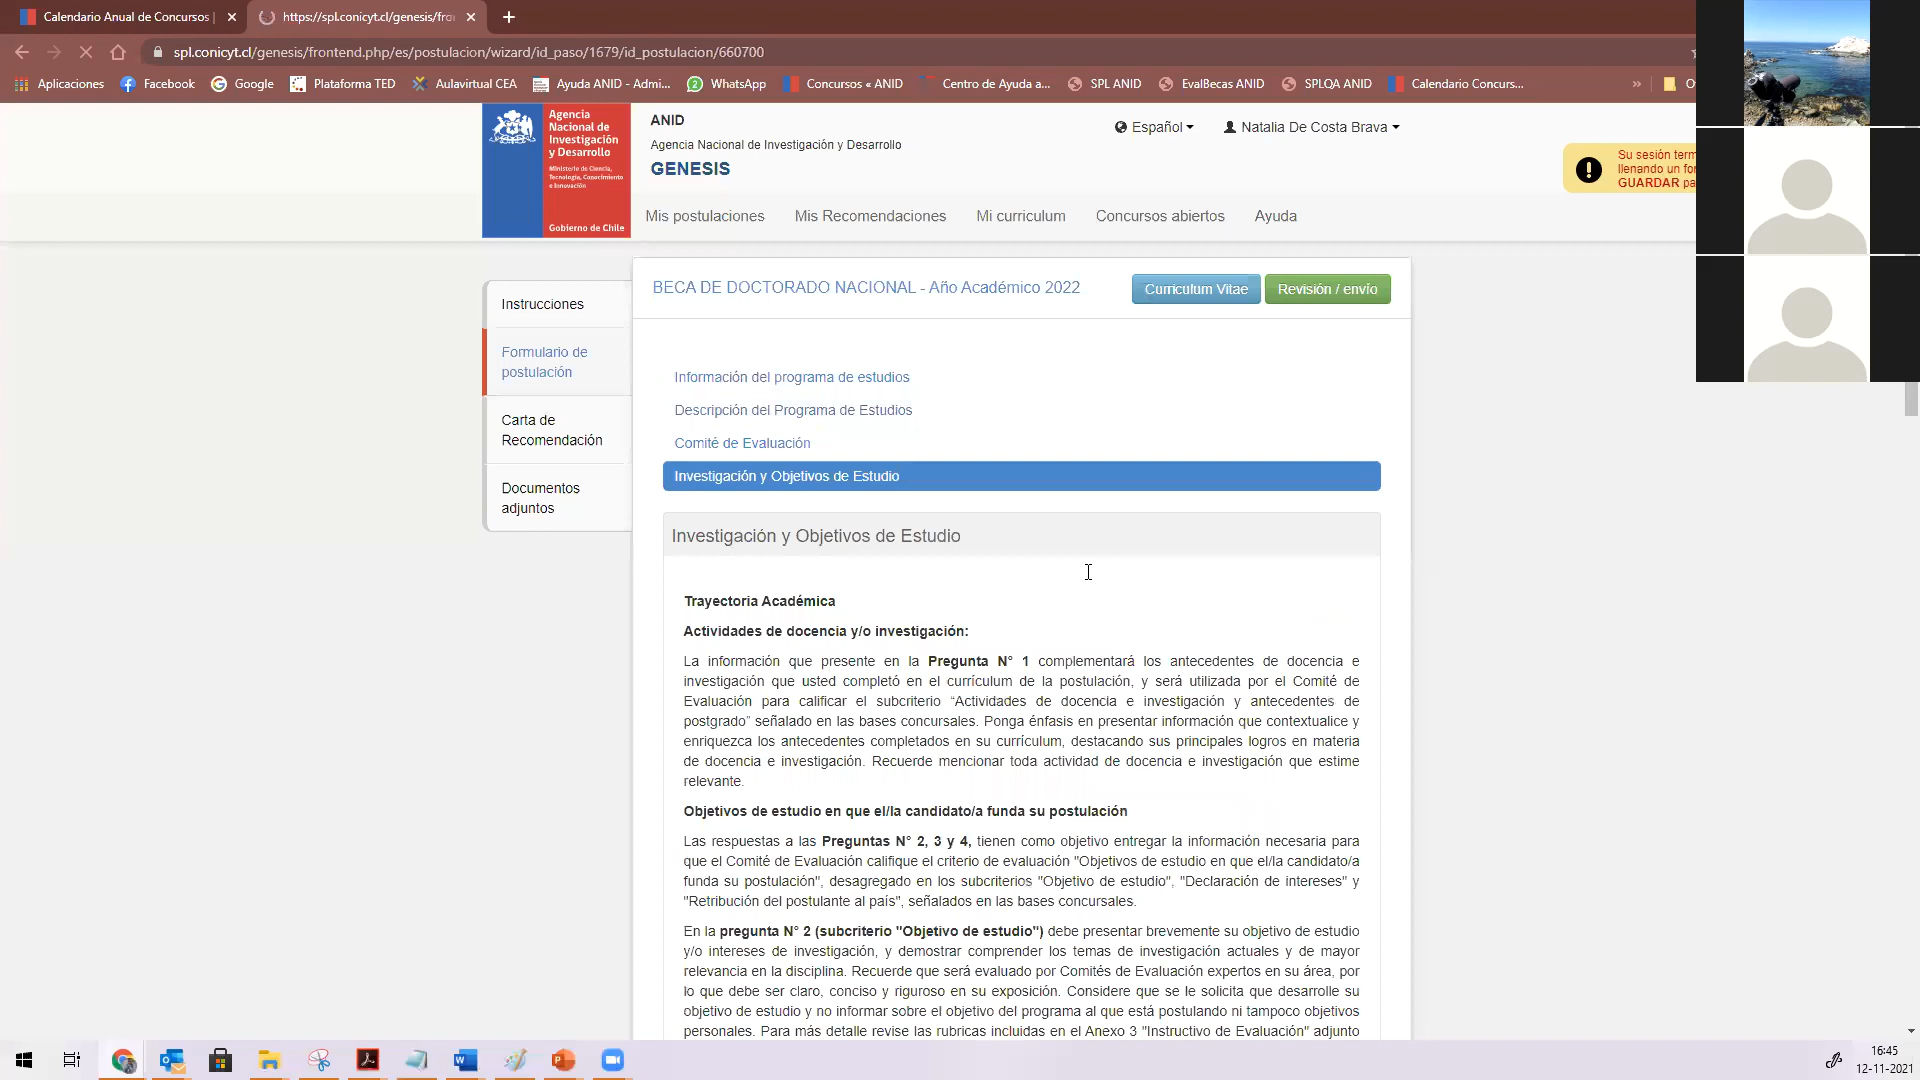 Calendario Anual de Concursos |
https://spl.conicyt.cl/genesis/fro
spl.conicyt.cl/genesis/frontend.php/es/postulacion/wizard/id_paso/1679/id_postulacion/660700
Aplicaciones
Facebook
Google
Plataforma TED
Aulavirtual CEA
Ayuda ANID - Admi...
WhatsApp
Concursos « ANID
Centro de Ayuda a...
SPL ANID
EvalBecas ANID
SPLQA ANID
Calendario Concurs...
»
Agencia
Nacional de
Investigación
y Desarrollo
Ministerio de Ciencia,
Tecnología, Conocimiento
e Innovación
Gobierno de Chile
ANID
Agencia Nacional de Investigación y Desarrollo
GENESIS
Español
Natalia De Costa Brava
Su sesión term
llenando un for
GUARDAR pa
Mis postulaciones
Mis Recomendaciones
Mi curriculum
Concursos abiertos
Ayuda
Instrucciones
Formulario de
postulación
Carta de
Recomendación
Documentos
adjuntos
BECA DE DOCTORADO NACIONAL - Año Académico 2022
Curriculum Vitae
Revisión / envío
Información del programa de estudios
Descripción del Programa de Estudios
Comité de Evaluación
Investigación y Objetivos de Estudio
Investigación y Objetivos de Estudio
Trayectoria Académica
Actividades de docencia y/o investigación:
La información que presente en la Pregunta N° 1 complementará los antecedentes de docencia e
investigación que usted completó en el currículum de la postulación, y será utilizada por el Comité de
Evaluación para calificar el subcriterio “Actividades de docencia e investigación y antecedentes de
postgrado” señalado en las bases concursales. Ponga énfasis en presentar información que contextualice y
enriquezca los antecedentes completados en su currículum, destacando sus principales logros en materia
de docencia e investigación. Recuerde mencionar toda actividad de docencia e investigación que estime
relevante.
Objetivos de estudio en que el/la candidato/a funda su postulación
Las respuestas a las Preguntas N° 2, 3 y 4, tienen como objetivo entregar la información necesaria para
que el Comité de Evaluación califique el criterio de evaluación "Objetivos de estudio en que el/la candidato/a
funda su postulación", desagregado en los subcriterios "Objetivo de estudio", "Declaración de intereses" y
"Retribución del postulante al país", señalados en las bases concursales.
En la pregunta N° 2 (subcriterio "Objetivo de estudio") debe presentar brevemente su objetivo de estudio
y/o intereses de investigación, y demostrar comprender los temas de investigación actuales y de mayor
relevancia en la disciplina. Recuerde que será evaluado por Comités de Evaluación expertos en su área, por
lo que debe ser claro, conciso y riguroso en su exposición. Considere que se le solicita que desarrolle su
objetivo de estudio y no informar sobre el objetivo del programa al que está postulando ni tampoco objetivos
personales. Para más detalle revise las rubricas incluidas en el Anexo 3 "Instructivo de Evaluación" adjunto
16:45
12-11-2021